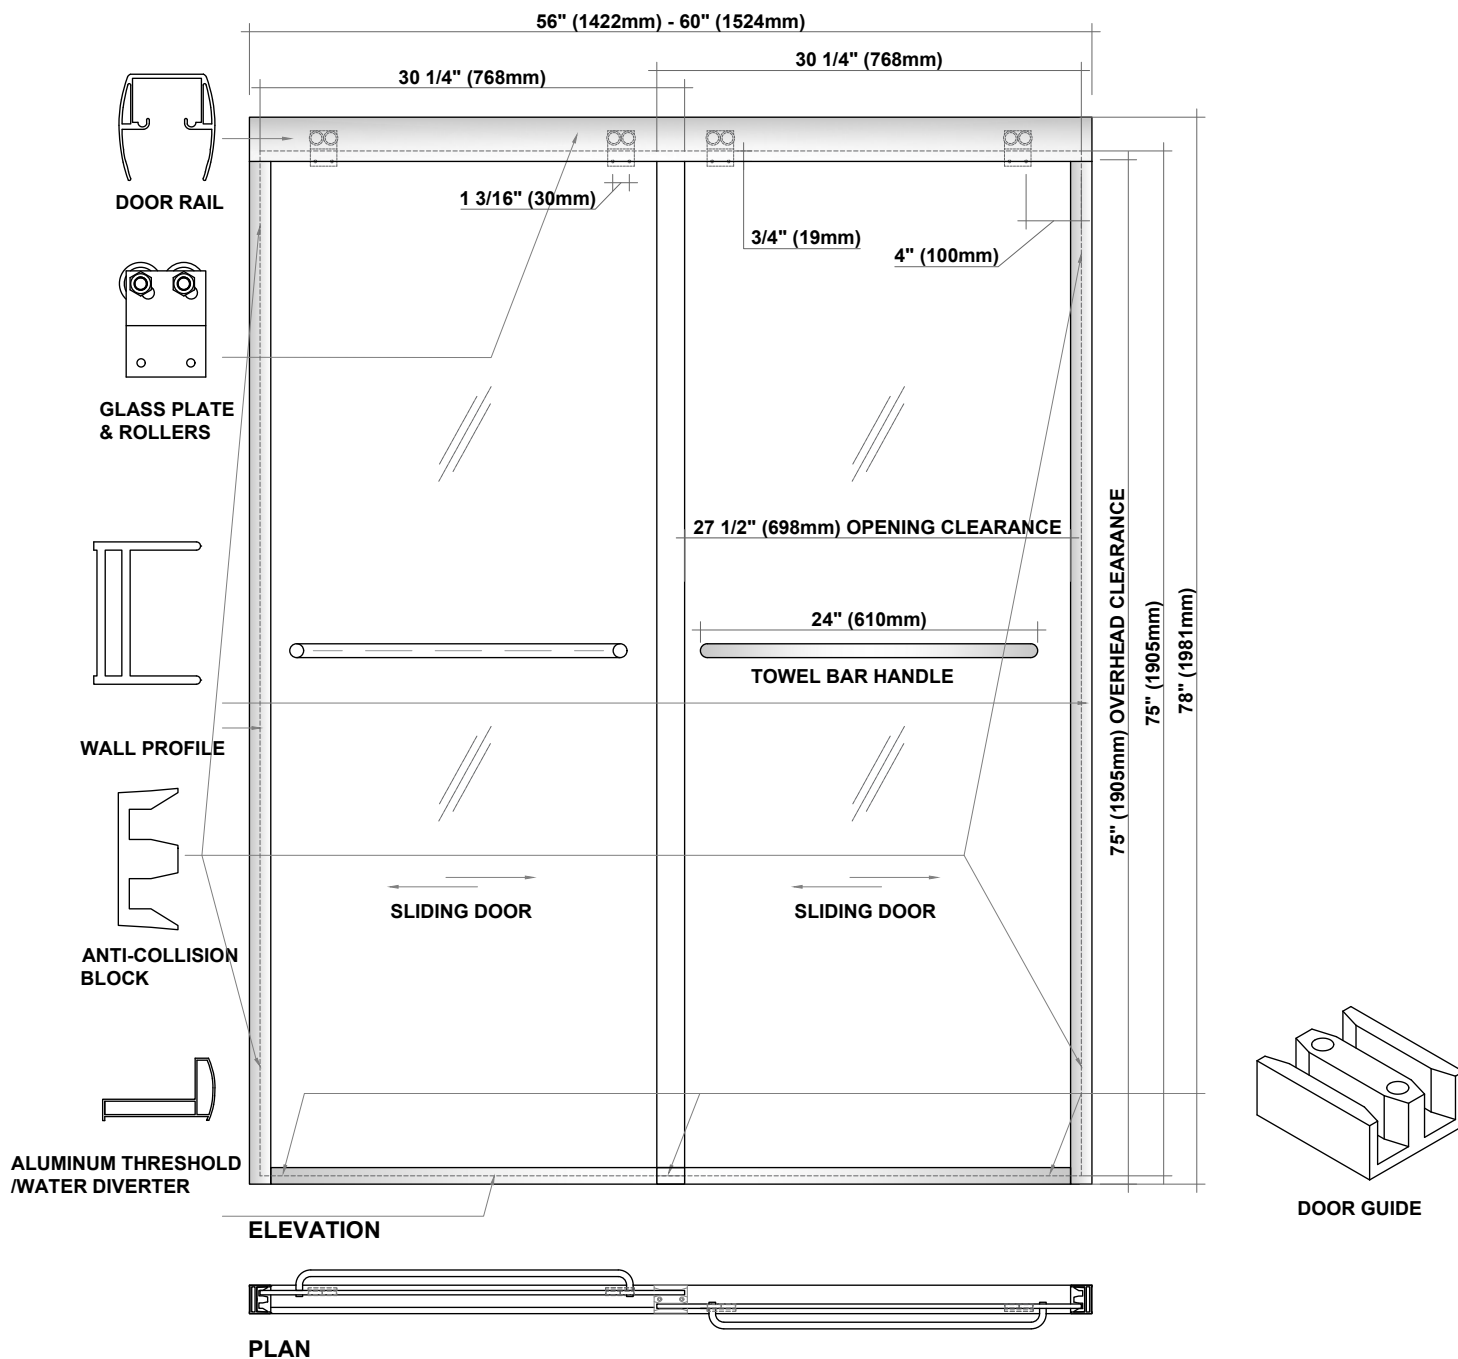 56" (1422mm) - 60" (1524mm)
30 1/4" (768mm)
30 1/4" (768mm)
DOOR RAIL
1 3/16" (30mm)
3/4" (19mm)
4" (100mm)
GLASS PLATE
& ROLLERS
27 1/2" (698mm) OPENING CLEARANCE
24" (610mm)
TOWEL BAR HANDLE
75" (1905mm) OVERHEAD CLEARANCE
75" (1905mm)
78" (1981mm)
WALL PROFILE
SLIDING DOOR
SLIDING DOOR
ANTI-COLLISION
BLOCK
ALUMINUM THRESHOLD
/WATER DIVERTER
DOOR GUIDE
ELEVATION
PLAN